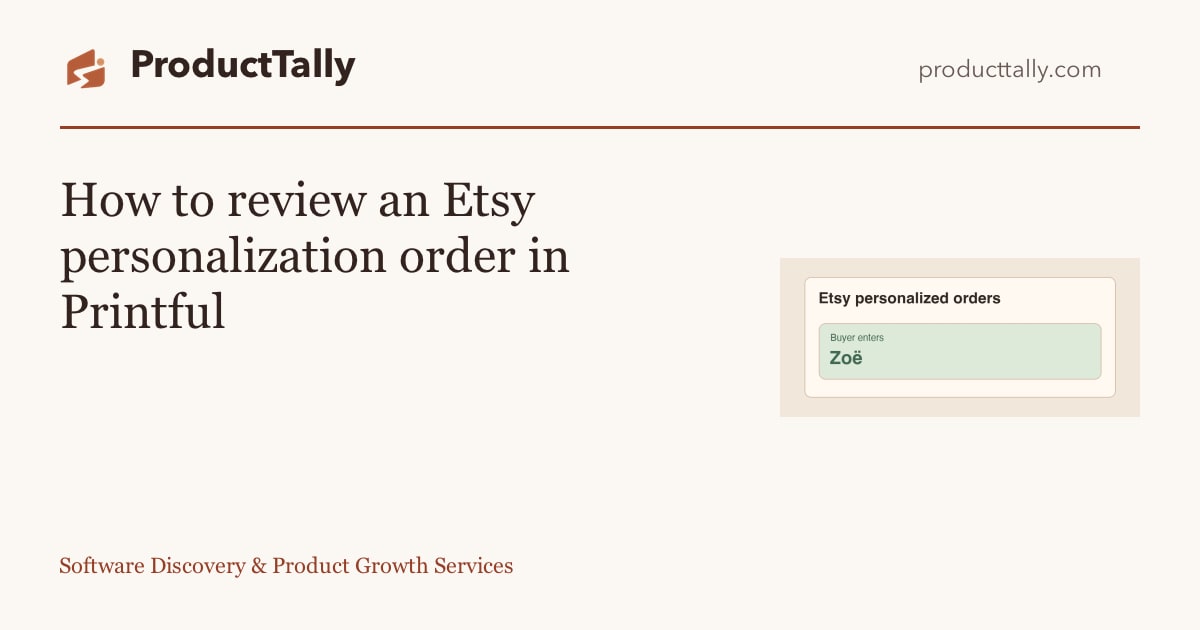 ProductTally
producttally.com
How to review an Etsy
personalization order in
Printful
Etsy personalized orders
Buyer enters
Zoë
Software Discovery & Product Growth Services